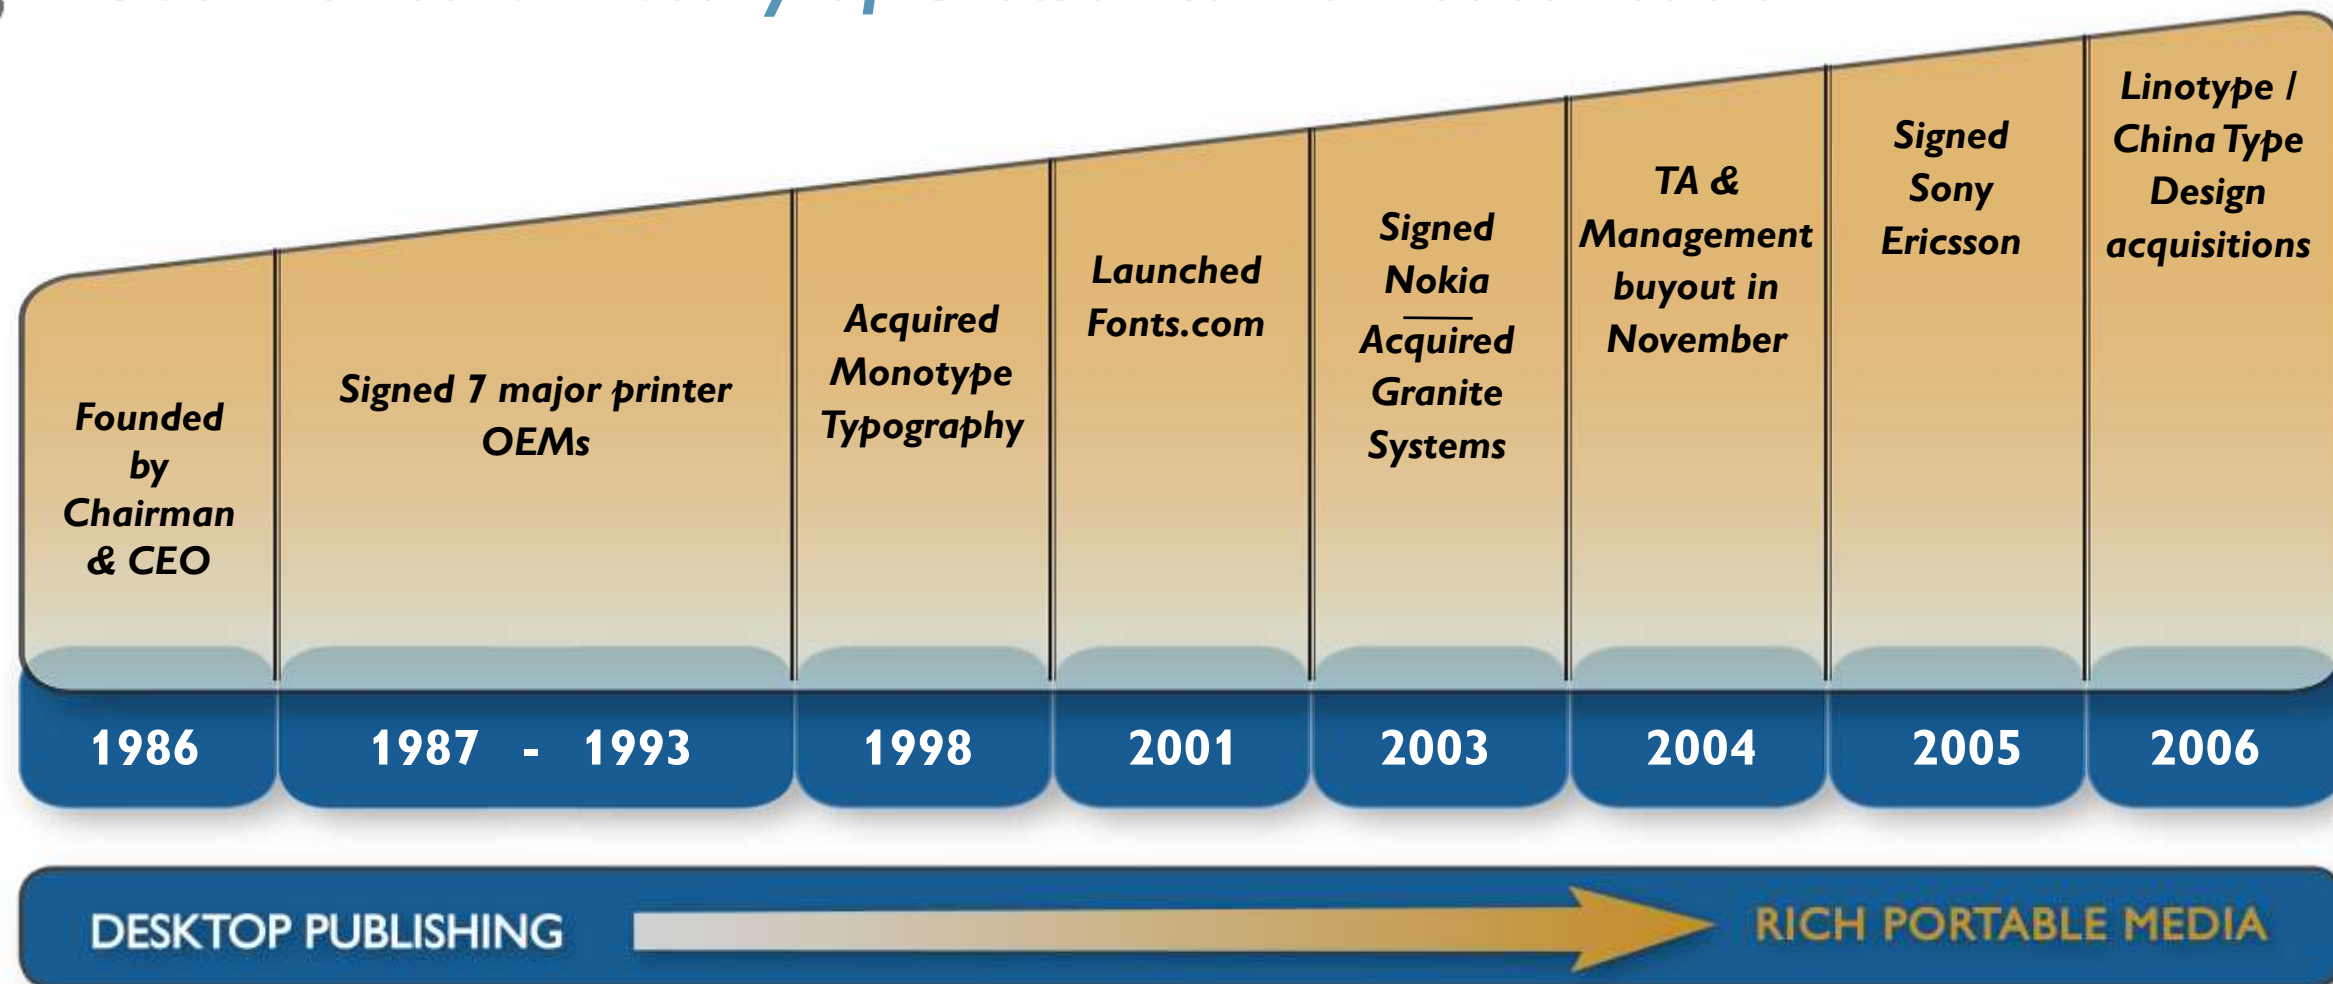 Founded
by
Chairman
& CEO
Signed 7 major printer
OEMs
Acquired
Monotype
Typography
Launched
Fonts.com
Signed
Nokia
Acquired
Granite
Systems
TA &
Management
buyout in
November
Signed
Sony
Ericsson
Linotype /
China Type
Design
acquisitions
1986
1987 - 1993
1998
2001
2003
2004
2005
2006
DESKTOP PUBLISHING
RICH PORTABLE MEDIA